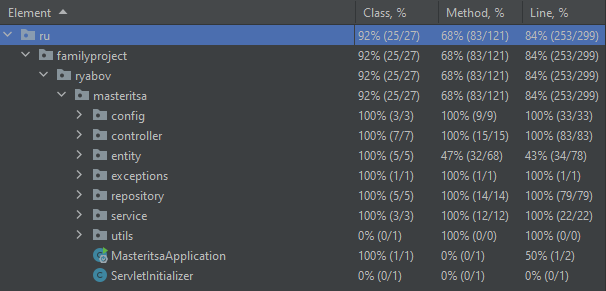 Element Class, % Method, % Line, %
ru 92% (25/27) 68% (83/121) 84% (253/299)
familyproject 92% (25/27) 68% (83/121) 84% (253/299)
ryabov 92% (25/27) 68% (83/121) 84% (253/299)
masteritsa 92% (25/27) 68% (83/121) 84% (253/299)
config 100% (3/3) 100% (9/9) 100% (33/33)
controller 100% (7/7) 100% (15/15) 100% (83/83)
entity 100% (5/5) 47% (32/68) 43% (34/78)
exceptions 100% (1/1) 100% (1/1) 100% (1/1)
repository 100% (5/5) 100% (14/14) 100% (79/79)
service 100% (3/3) 100% (12/12) 100% (22/22)
utils 0% (0/1) 100% (0/0) 100% (0/0)
MasteritsaApplication 100% (1/1) 0% (0/1) 50% (1/2)
ServletInitializer 0% (0/1) 0% (0/1) 0% (0/1)